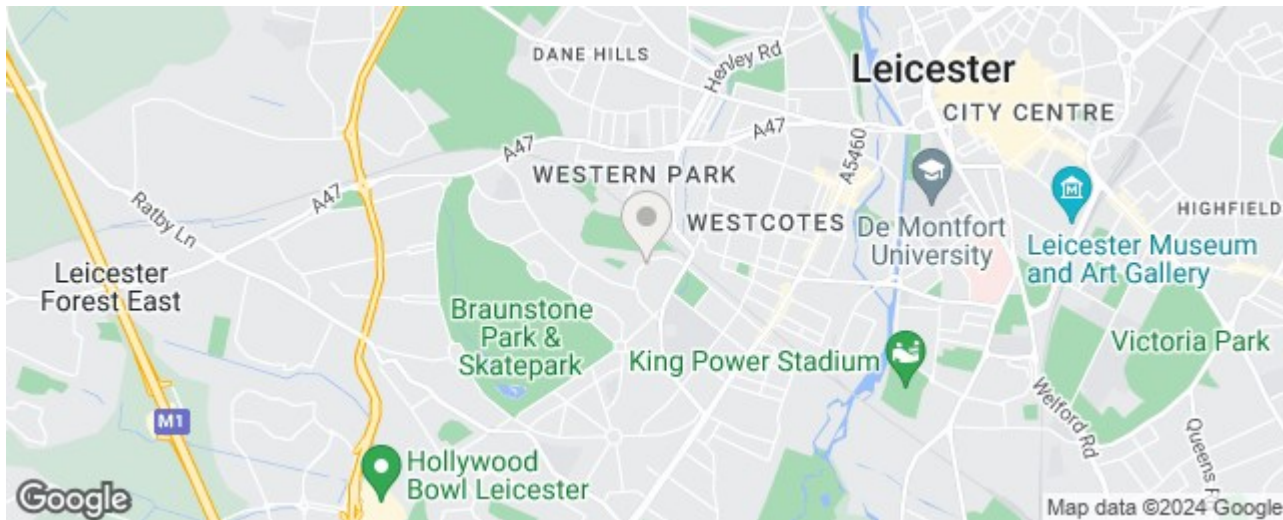 DANE HILLS
Henley Rd
Leicester
CITY CENTRE
A47
A47
A5460
WESTERN PARK
A47
Ratby Ln
WESTCOTES
De Montfort
University
HIGHFIELD
Leicester Museum
and Art Gallery
Leicester
Forest East
Braunstone
Park &
Skatepark
King Power Stadium
Victoria Park
M1
Welford Rd
Queens R
Hollywood
Bowl Leicester
Google
Map data ©2024 Google